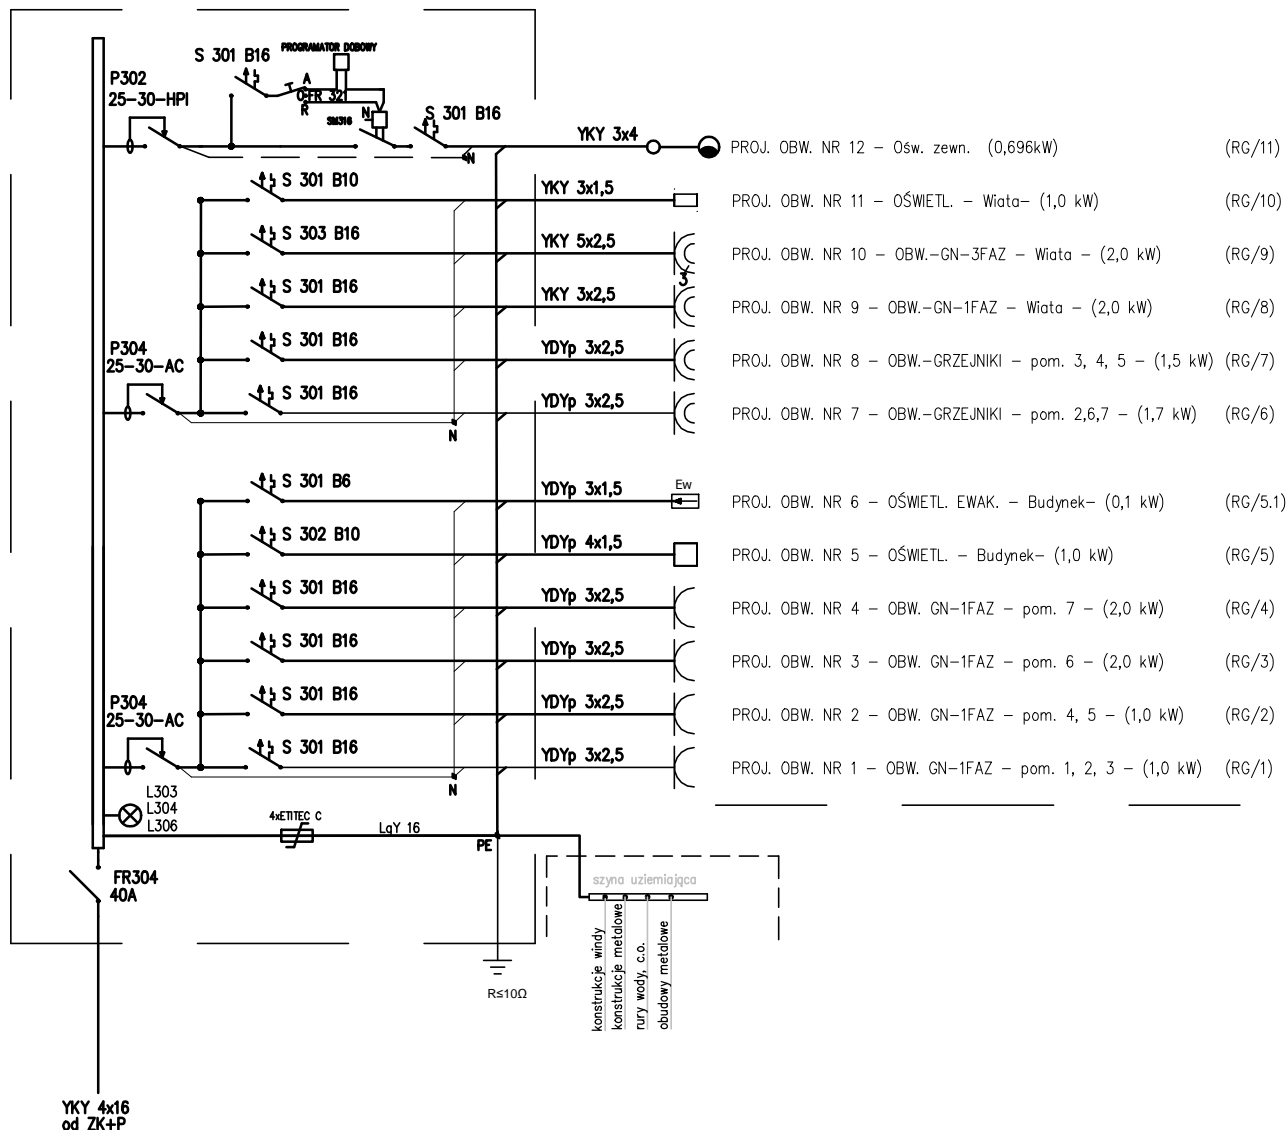 PROGRAMATOR DOBOWY
S 301 B16
P302
25-30-HPI
A
0 FR 321
R
SM316
N
S 301 B16
YKY 3x4
PROJ. OBW. NR 12 - Ośw. zewn. (0,696kW) (RG/11)
N
S 301 B10
YKY 3x1,5
PROJ. OBW. NR 11 - OŚWIETL. - Wiata- (1,0 kW) (RG/10)
S 303 B16
YKY 5x2,5
PROJ. OBW. NR 10 - OBW.-GN-3FAZ - Wiata - (2,0 kW) (RG/9)
3
S 301 B16
YKY 3x2,5
PROJ. OBW. NR 9 - OBW.-GN-1FAZ - Wiata - (2,0 kW) (RG/8)
P304
25-30-AC
S 301 B16
YDYp 3x2,5
PROJ. OBW. NR 8 - OBW.-GRZEJNIKI - pom. 3, 4, 5 - (1,5 kW) (RG/7)
S 301 B16
YDYp 3x2,5
PROJ. OBW. NR 7 - OBW.-GRZEJNIKI - pom. 2,6,7 - (1,7 kW) (RG/6)
N
S 301 B6
YDYp 3x1,5
Ew
PROJ. OBW. NR 6 - OŚWIETL. EWAK. - Budynek- (0,1 kW) (RG/5.1)
S 302 B10
YDYp 4x1,5
PROJ. OBW. NR 5 - OŚWIETL. - Budynek- (1,0 kW) (RG/5)
S 301 B16
YDYp 3x2,5
PROJ. OBW. NR 4 - OBW. GN-1FAZ - pom. 7 - (2,0 kW) (RG/4)
S 301 B16
YDYp 3x2,5
PROJ. OBW. NR 3 - OBW. GN-1FAZ - pom. 6 - (2,0 kW) (RG/3)
P304
25-30-AC
S 301 B16
YDYp 3x2,5
PROJ. OBW. NR 2 - OBW. GN-1FAZ - pom. 4, 5 - (1,0 kW) (RG/2)
S 301 B16
YDYp 3x2,5
PROJ. OBW. NR 1 - OBW. GN-1FAZ - pom. 1, 2, 3 - (1,0 kW) (RG/1)
N
L303
L304
L306
4xETITEC C
LgY 16
PE
FR304
40A
szyna uziemiająca
konstrukcje windy
konstrukcje metalowe
rury wody, c.o.
obudowy metalowe
R≤10Ω
YKY 4x16
od ZK+P